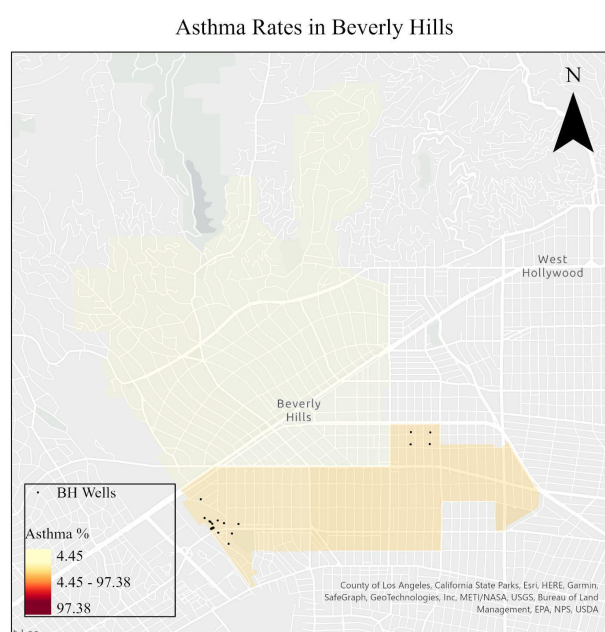 Asthma Rates in Beverly Hills
N
West
Hollywood
Beverly
Hills
BH Wells
Asthma %
4.45
4.45 - 97.38
97.38
County of Los Angeles, California State Parks, Esri, HERE, Garmin,
SafeGraph, GeoTechnologies, Inc, METI/NASA, USGS, Bureau of Land
Management, EPA, NPS, USDA